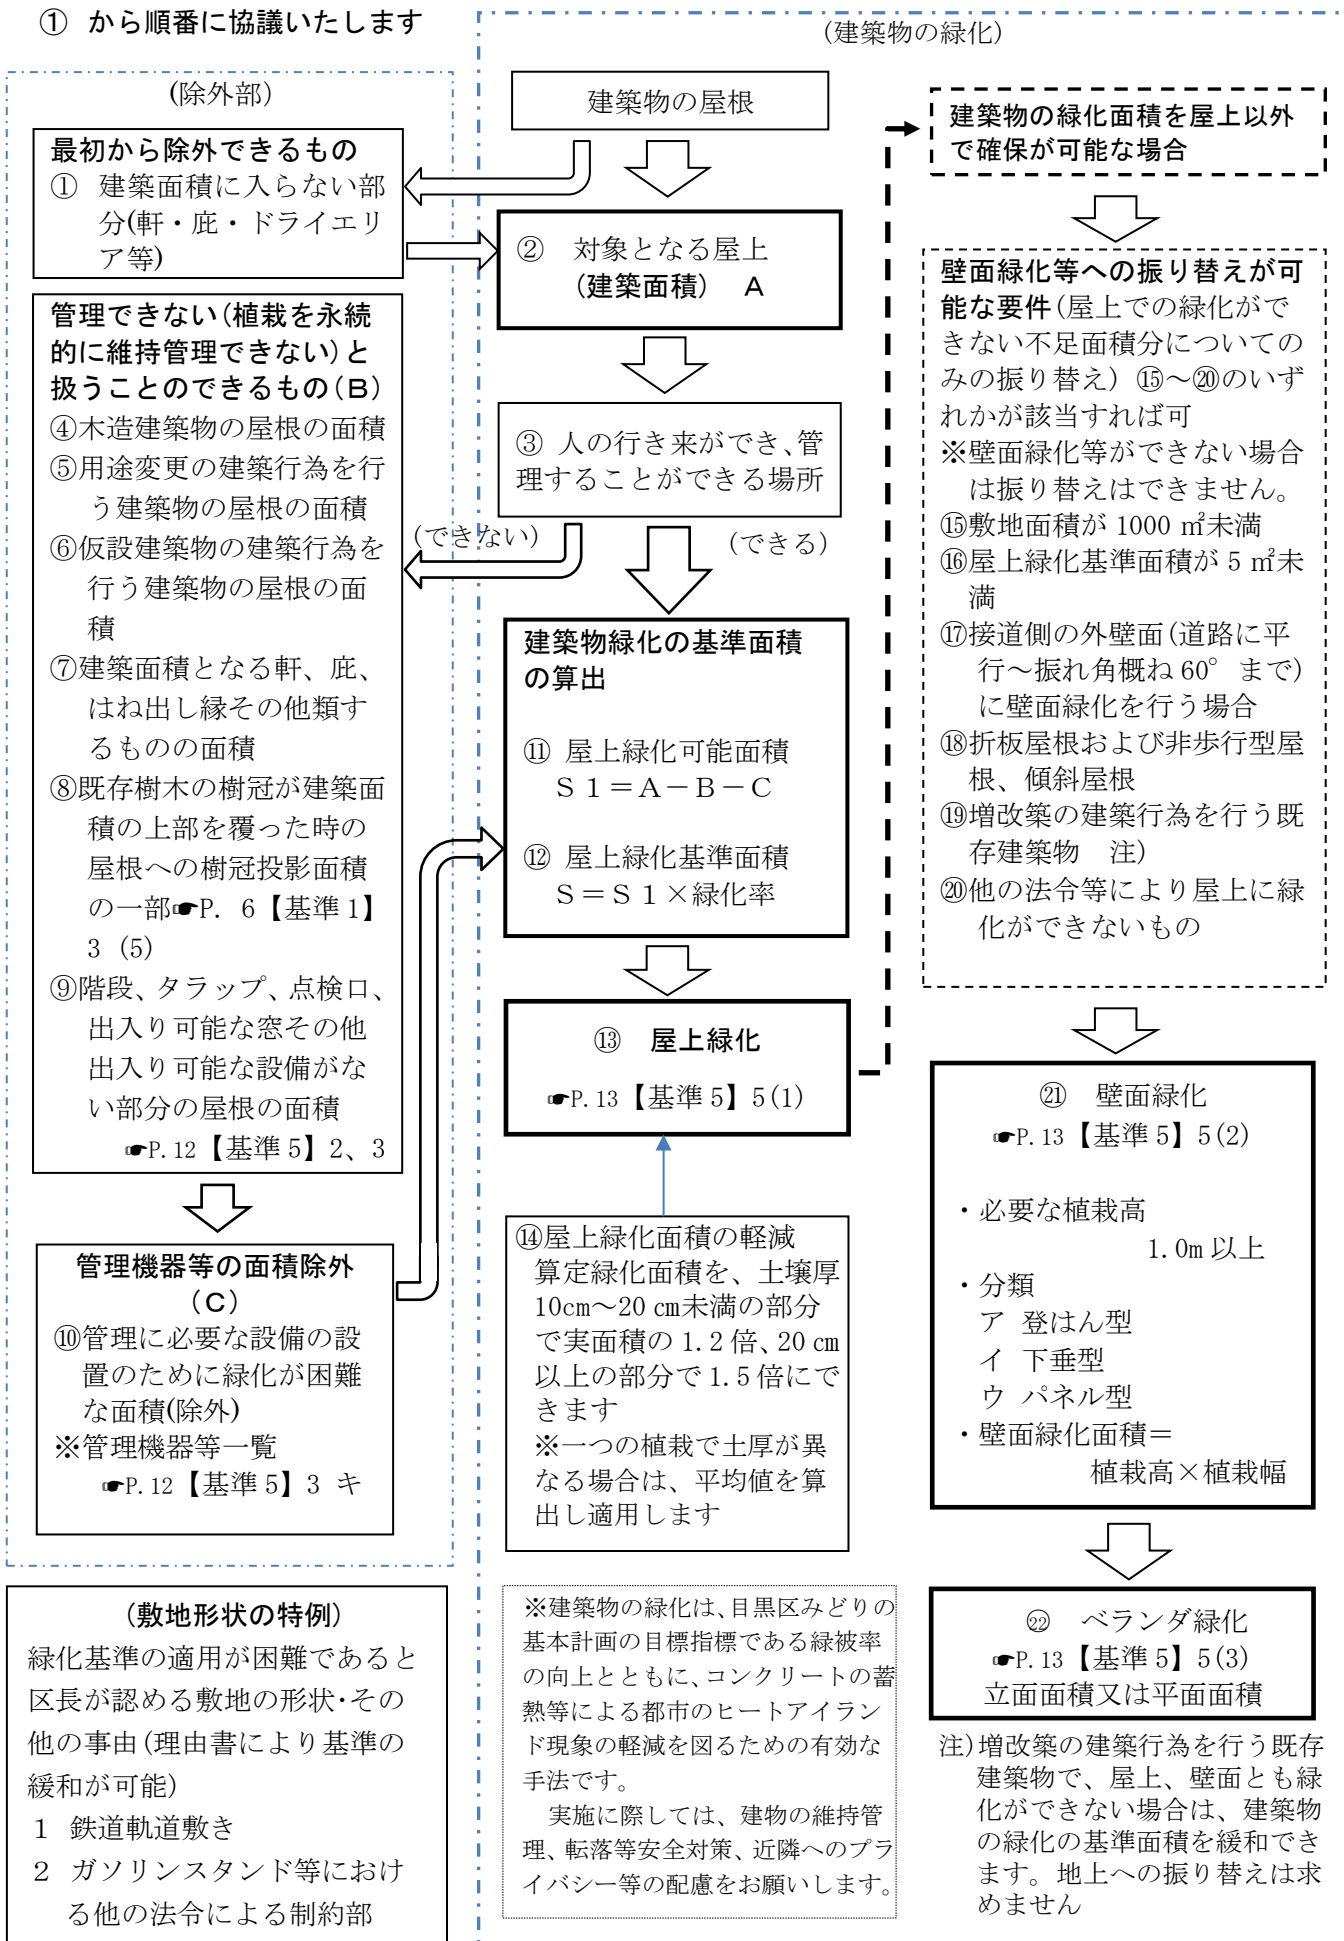 ① から順番に協議いたします
(除外部)
最初から除外できるもの
① 建築面積に入らない部
分(軒・庇・ドライエリ
ア等)
管理できない(植栽を永続
的に維持管理できない)と
扱うことのできるもの(B)
④木造建築物の屋根の面積
⑤用途変更の建築行為を行
う建築物の屋根の面積
⑥仮設建築物の建築行為を
行う建築物の屋根の面
積
⑦建築面積となる軒、庇、
はね出し縁その他類す
るものの面積
⑧既存樹木の樹冠が建築面
積の上部を覆った時の
屋根への樹冠投影面積
の一部☛P. 6【基準1】
3 (5)
⑨階段、タラップ、点検口、
出入り可能な窓その他
出入り可能な設備がな
い部分の屋根の面積
☛P.12【基準5】2、3
管理機器等の面積除外
(C)
⑩管理に必要な設備の設
置のために緑化が困難
な面積(除外)
※管理機器等一覧
☛P.12【基準5】3 キ
(敷地形状の特例)
緑化基準の適用が困難であると
区長が認める敷地の形状・その
他の事由(理由書により基準の
緩和が可能)
1 鉄道軌道敷き
2 ガソリンスタンド等におけ
る他の法令による制約部
(建築物の緑化)
建築物の屋根
② 対象となる屋上
(建築面積) A
③ 人の行き来ができ、管
理することができる場所
(できない)
(できる)
建築物緑化の基準面積
の算出
⑪ 屋上緑化可能面積
S1=A-B-C
⑫ 屋上緑化基準面積
S=S1×緑化率
⑬ 屋上緑化
☛P.13【基準5】5(1)
⑭屋上緑化面積の軽減
算定緑化面積を、土壌厚
10cm~20 cm未満の部分
で実面積の1.2倍、20 cm
以上の部分で1.5倍にで
きます
※一つの植栽で土厚が異
なる場合は、平均値を算
出し適用します
※建築物の緑化は、目黒区みどりの
基本計画の目標指標である緑被率
の向上とともに、コンクリートの蓄
熱等による都市のヒートアイラン
ド現象の軽減を図るための有効な
手法です。
実施に際しては、建物の維持管
理、転落等安全対策、近隣へのプラ
イバシー等の配慮をお願いします。
建築物の緑化面積を屋上以外
で確保が可能な場合
壁面緑化等への振り替えが可
能な要件(屋上での緑化がで
きない不足面積分についての
みの振り替え) ⑮~⑳のいず
れかが該当すれば可
※壁面緑化等ができない場合
は振り替えはできません。
⑮敷地面積が 1000 ㎡未満
⑯屋上緑化基準面積が 5 ㎡未
満
⑰接道側の外壁面(道路に平
行~振れ角概ね 60° まで)
に壁面緑化を行う場合
⑱折板屋根および非歩行型屋
根、傾斜屋根
⑲増改築の建築行為を行う既
存建築物 注)
⑳他の法令等により屋上に緑
化ができないもの
㉑ 壁面緑化
☛P.13【基準5】5(2)
・必要な植栽高
1.0m 以上
・分類
ア 登はん型
イ 下垂型
ウ パネル型
・壁面緑化面積=
植栽高×植栽幅
㉒ ベランダ緑化
☛P.13【基準5】5(3)
立面面積又は平面面積
注)増改築の建築行為を行う既存
建築物で、屋上、壁面とも緑
化ができない場合は、建築物
の緑化の基準面積を緩和でき
ます。地上への振り替えは求
めません